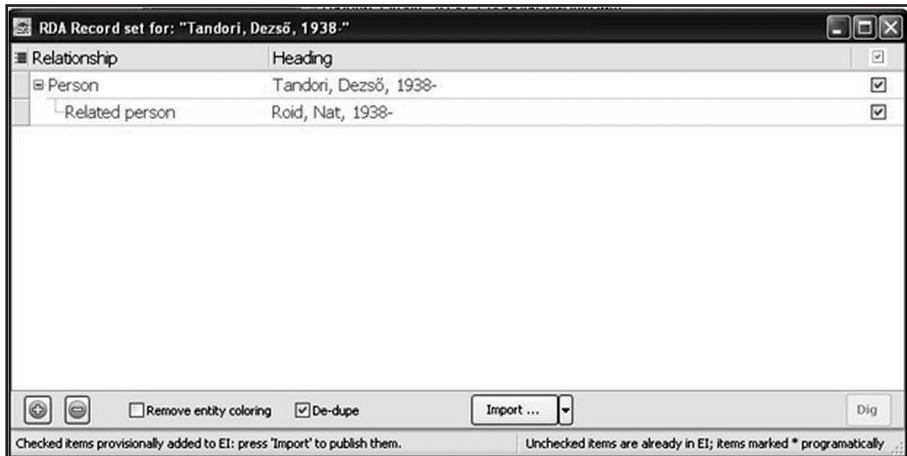 RDA Record set for: "Tandori, Dezső, 1938-"
Relationship Heading
Person Tandori, Dezső, 1938-
Related person Roid, Nat, 1938-
Remove entity coloring De-dupe Import ... Dig
Checked items provisionally added to EI: press 'Import' to publish them. Unchecked items are already in EI; items marked * programatically